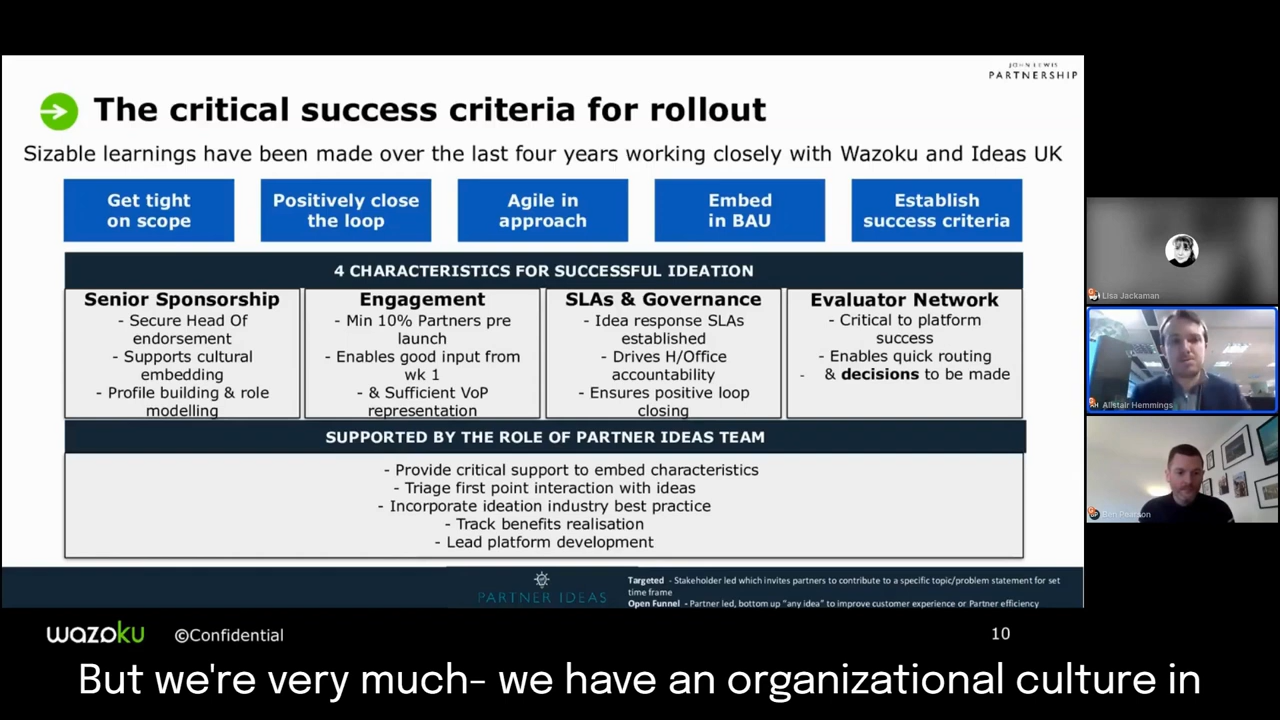 JOHN LEWIS
PARTNERSHIP
The critical success criteria for rollout
Sizable learnings have been made over the last four years working closely with Wazoku and Ideas UK
Get tight
on scope
Positively close
the loop
Agile in
approach
Embed
in BAU
Establish
success criteria
4 CHARACTERISTICS FOR SUCCESSFUL IDEATION
Senior Sponsorship
- Secure Head Of
endorsement
- Supports cultural
embedding
- Profile building & role
modelling
Engagement
- Min 10% Partners pre
launch
- Enables good input from
wk 1
- & Sufficient VoP
representation
SLAs & Governance
- Idea response SLAs
established
- Drives H/Office
accountability
- Ensures positive loop
closing
Evaluator Network
- Critical to platform
success
- Enables quick routing
- & decisions to be made
SUPPORTED BY THE ROLE OF PARTNER IDEAS TEAM
- Provide critical support to embed characteristics
- Triage first point interaction with ideas
- Incorporate ideation industry best practice
- Track benefits realisation
- Lead platform development
PARTNER IDEAS
Targeted - Stakeholder led which invites partners to contribute to a specific topic/problem statement for set
time frame
Open Funnel - Partner led, bottom up "any idea" to improve customer experience or Partner efficiency
wazoku
©Confidential
10
Lisa Jackaman
Alistair Hemmings
Ben Pearson
But we're very much- we have an organizational culture in